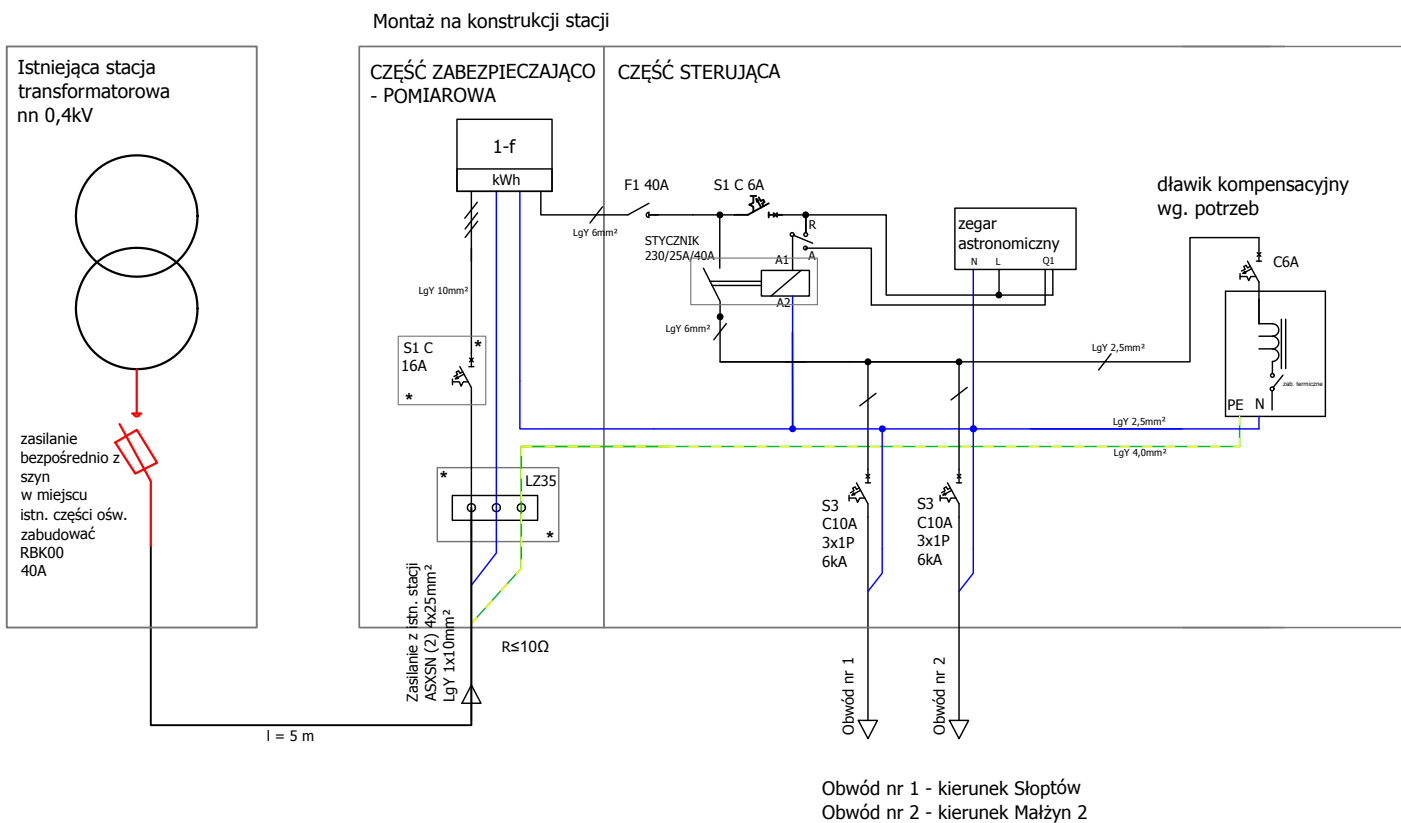 Montaż na konstrukcji stacji
Istniejąca stacja
transformatorowa
nn 0,4kV
zasilanie
bezpośrednio z
szyn
w miejscu
istn. części ośw.
zabudować
RBK00
40A
l = 5 m
CZĘŚĆ ZABEZPIECZAJĄCO
- POMIAROWA
1-f
kWh
LgY 10mm²
S1 C
16A
*
*
*
LZ35
*
Zasilanie z istn. stacji
ASXSN (2) 4x25mm²
LgY 1x10mm²
R≤10Ω
CZĘŚĆ STERUJĄCA
LgY 6mm²
F1 40A
S1 C 6A
STYCZNIK
230/25A/40A
R
A
A1
A2
LgY 6mm²
zegar
astronomiczny
N L Q1
dławik kompensacyjny
wg. potrzeb
C6A
zab. termiczne
PE N
LgY 2,5mm²
LgY 2,5mm²
LgY 4,0mm²
S3
C10A
3x1P
6kA
S3
C10A
3x1P
6kA
Obwód nr 1
Obwód nr 2
Obwód nr 1 - kierunek Słoptów
Obwód nr 2 - kierunek Małżyn 2